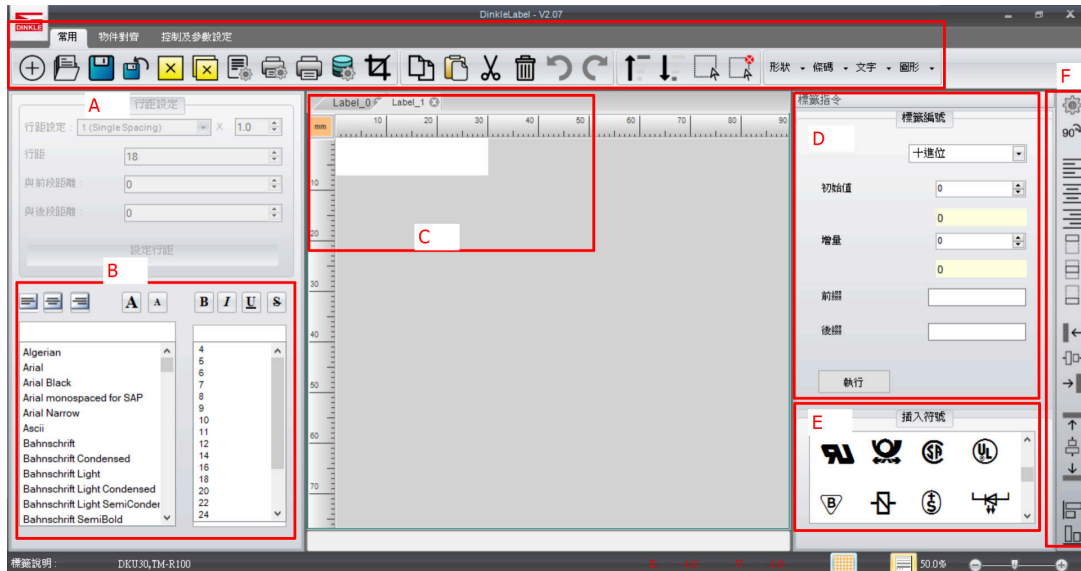 DinkleLabel - V2.07
DINKLE
常用 物件對齊 控制及參數設定
形狀 條碼 文字 圖形
F
A
行距設定
行距設定 : 1 (Single Spacing) X 1.0
行距 18
與前段距離 : 0
與後段距離 : 0
設定行距
B
A A B I U S
Algerian
Arial
Arial Black
Arial monospaced for SAP
Arial Narrow
Ascii
Bahnschrift
Bahnschrift Condensed
Bahnschrift Light
Bahnschrift Light Condensed
Bahnschrift Light SemiConder
Bahnschrift SemiBold
4
5
6
7
8
9
10
11
12
14
16
18
20
22
24
Label_0 Label_1
mm 10 20 30 40 50 60 70 80 90
10
20
30
40
50
60
70
C
標籤指令
標籤編號
D
十進位
初始值 0
0
增量 0
0
前綴
後綴
執行
E
插入符號
90°
標籤說明 : DKU30,TM-R100
50.0%